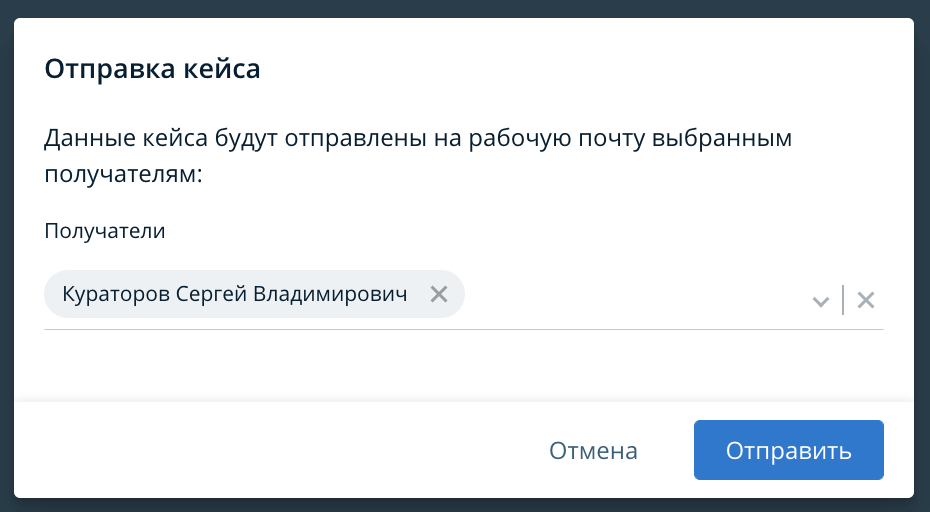 Отправка кейса
Данные кейса будут отправлены на рабочую почту выбранным
получателям:
Получатели
Кураторов Сергей Владимирович
Отмена
Отправить